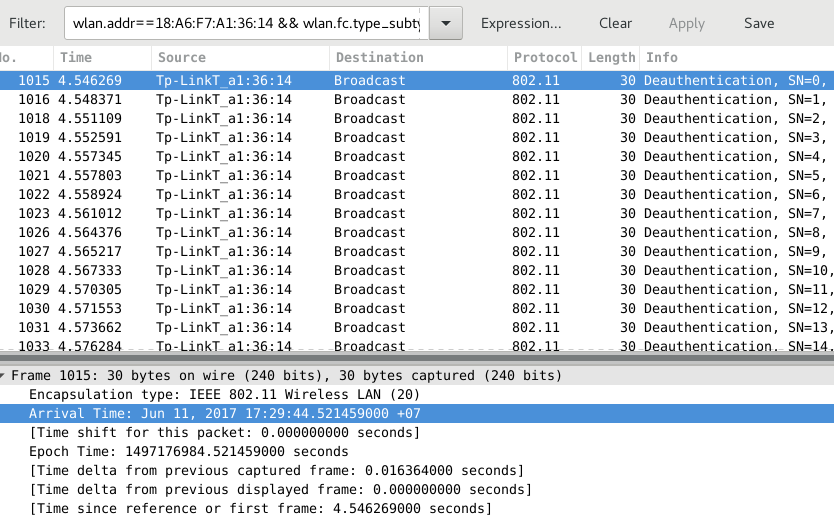 Filter: wlan.addr==18:A6:F7:A1:36:14 && wlan.fc.type_subty Expression... Clear Apply Save
No. Time Source Destination Protocol Length Info
1015 4.546269 Tp-LinkT_a1:36:14 Broadcast 802.11 30 Deauthentication, SN=0,
1016 4.548371 Tp-LinkT_a1:36:14 Broadcast 802.11 30 Deauthentication, SN=1,
1018 4.551109 Tp-LinkT_a1:36:14 Broadcast 802.11 30 Deauthentication, SN=2,
1019 4.552591 Tp-LinkT_a1:36:14 Broadcast 802.11 30 Deauthentication, SN=3,
1020 4.557345 Tp-LinkT_a1:36:14 Broadcast 802.11 30 Deauthentication, SN=4,
1021 4.557803 Tp-LinkT_a1:36:14 Broadcast 802.11 30 Deauthentication, SN=5,
1022 4.558924 Tp-LinkT_a1:36:14 Broadcast 802.11 30 Deauthentication, SN=6,
1023 4.561012 Tp-LinkT_a1:36:14 Broadcast 802.11 30 Deauthentication, SN=7,
1026 4.564376 Tp-LinkT_a1:36:14 Broadcast 802.11 30 Deauthentication, SN=8,
1027 4.565217 Tp-LinkT_a1:36:14 Broadcast 802.11 30 Deauthentication, SN=9,
1028 4.567333 Tp-LinkT_a1:36:14 Broadcast 802.11 30 Deauthentication, SN=10,
1029 4.570305 Tp-LinkT_a1:36:14 Broadcast 802.11 30 Deauthentication, SN=11,
1030 4.571553 Tp-LinkT_a1:36:14 Broadcast 802.11 30 Deauthentication, SN=12,
1031 4.573662 Tp-LinkT_a1:36:14 Broadcast 802.11 30 Deauthentication, SN=13,
1033 4.576284 Tp-LinkT_a1:36:14 Broadcast 802.11 30 Deauthentication, SN=14,
Frame 1015: 30 bytes on wire (240 bits), 30 bytes captured (240 bits)
Encapsulation type: IEEE 802.11 Wireless LAN (20)
Arrival Time: Jun 11, 2017 17:29:44.521459000 +07
[Time shift for this packet: 0.000000000 seconds]
Epoch Time: 1497176984.521459000 seconds
[Time delta from previous captured frame: 0.016364000 seconds]
[Time delta from previous displayed frame: 0.000000000 seconds]
[Time since reference or first frame: 4.546269000 seconds]